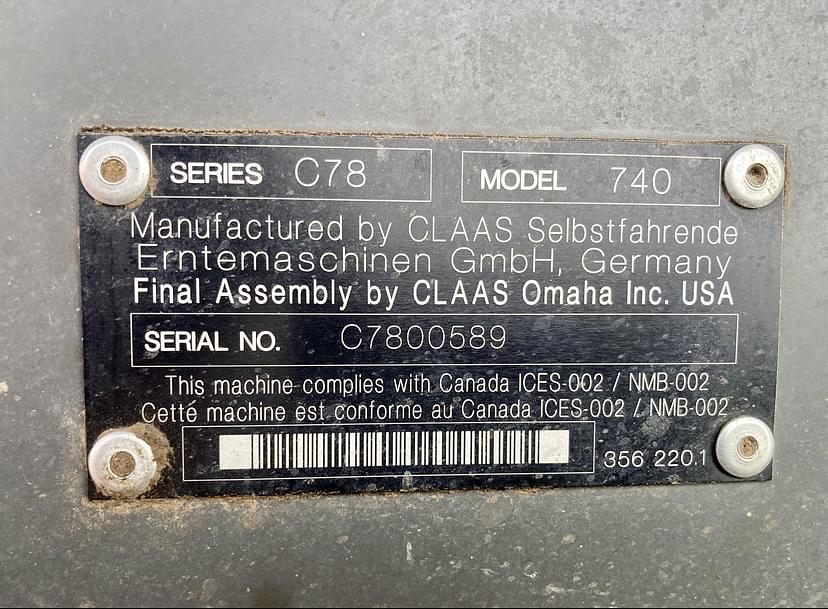 SERIES C78
MODEL 740
Manufactured by CLAAS Selbstfahrende
Erntemaschinen GmbH, Germany
Final Assembly by CLAAS Omaha Inc. USA
SERIAL NO. C7800589
This machine complies with Canada ICES-002 / NMB-002
Cetté machine est conforme au Canada ICES-002 / NMB-002
356 220.1